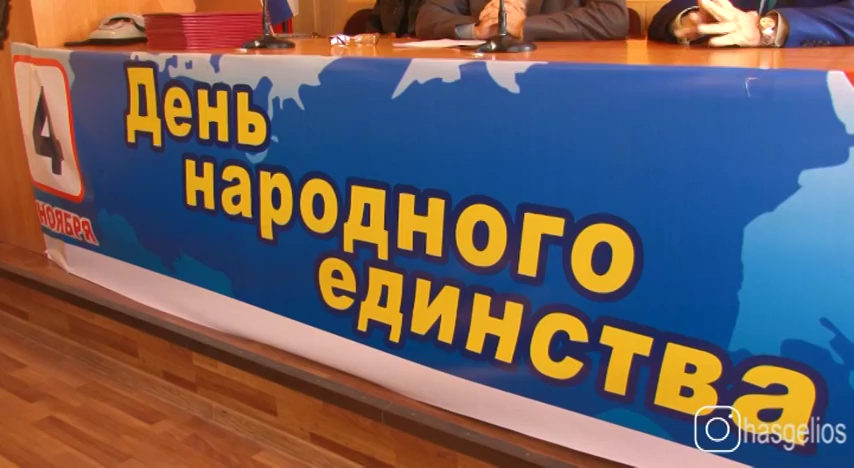 4
НОЯБРЯ
День
народного
единства
hasgelios